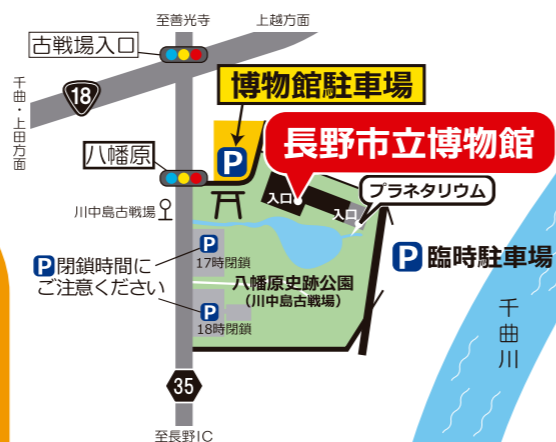 至善光寺
上越方面
古戦場入口
18
千曲・上田方面
博物館駐車場
P
長野市立博物館
八幡原
入口
プラネタリウム
入口
川中島古戦場
P
17時閉鎖
P 臨時駐車場
P 閉鎖時間に
ご注意ください
八幡原史跡公園
(川中島古戦場)
P
18時閉鎖
千曲川
35
至長野IC